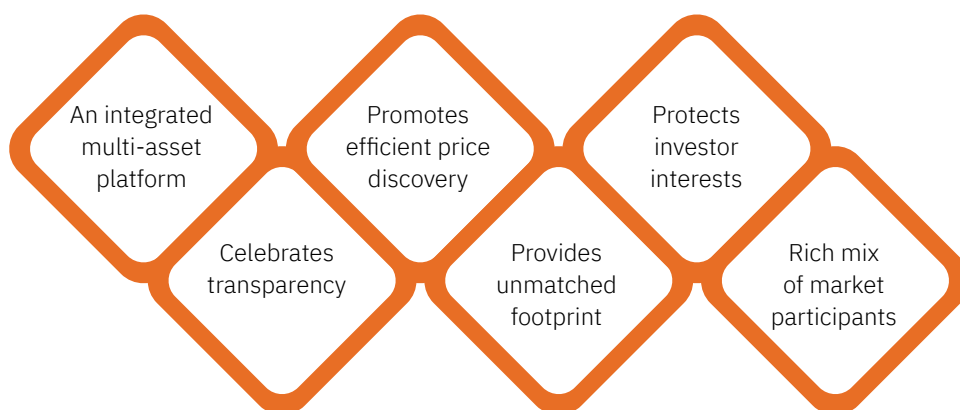 An integrated
multi-asset
platform
Celebrates
transparency
Promotes
efficient price
discovery
Provides
unmatched
footprint
Protects
investor
interests
Rich mix
of market
participants